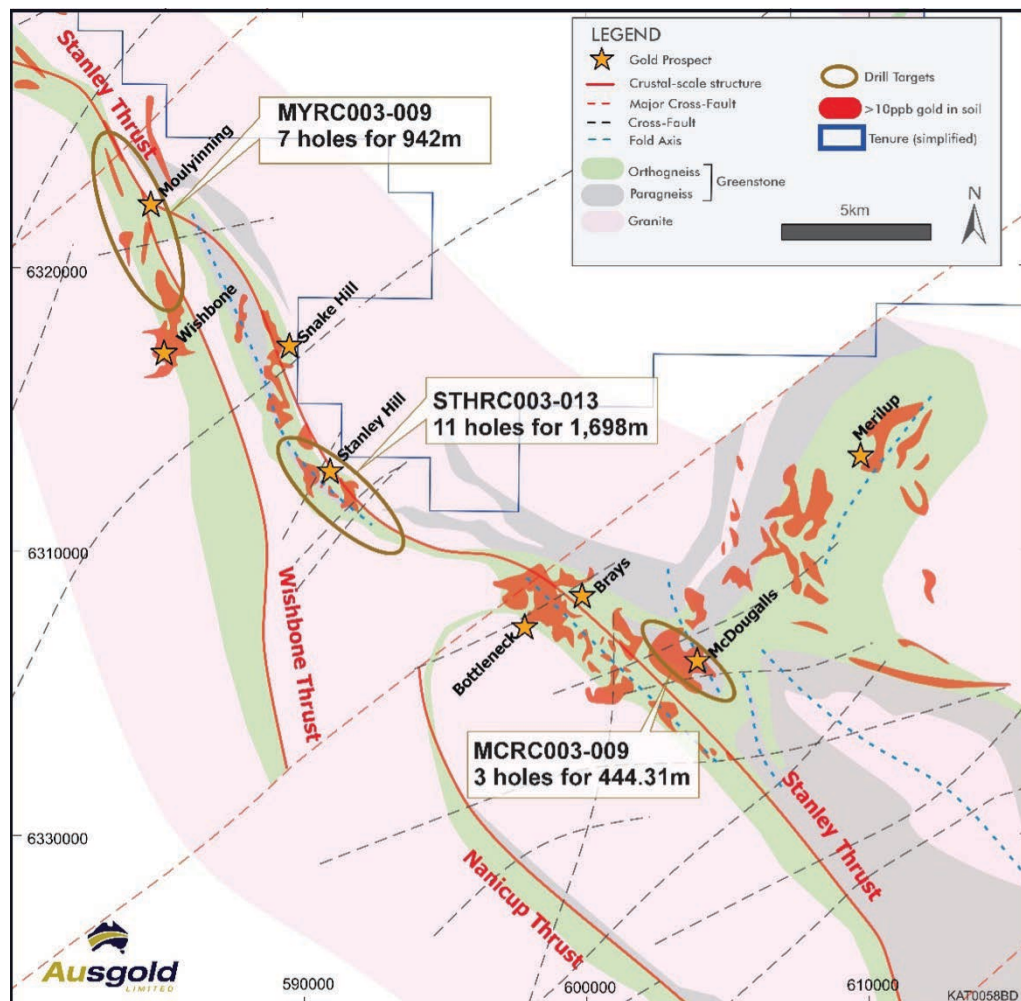 LEGEND
Gold Prospect
Crustal-scale structure
Major Cross-Fault
Cross-Fault
Fold Axis
Orthogneiss
Paragneiss
Greenstone
Granite
Drill Targets
>10ppb gold in soil
Tenure (simplified)
N
5km
Stanley Thrust
Moulyinning
MYRC003-009
7 holes for 942m
6320000
Wishbone
Snake Hill
STHRC003-013
11 holes for 1,698m
Stanley Hill
Merilup
6310000
Wishbone Thrust
Brays
Bottleneck
McDougalls
MCRC003-009
3 holes for 444.31m
Stanley Thrust
6330000
Nanicup Thrust
Ausgold
LIMITED
590000
600000
610000
KAT0058BD